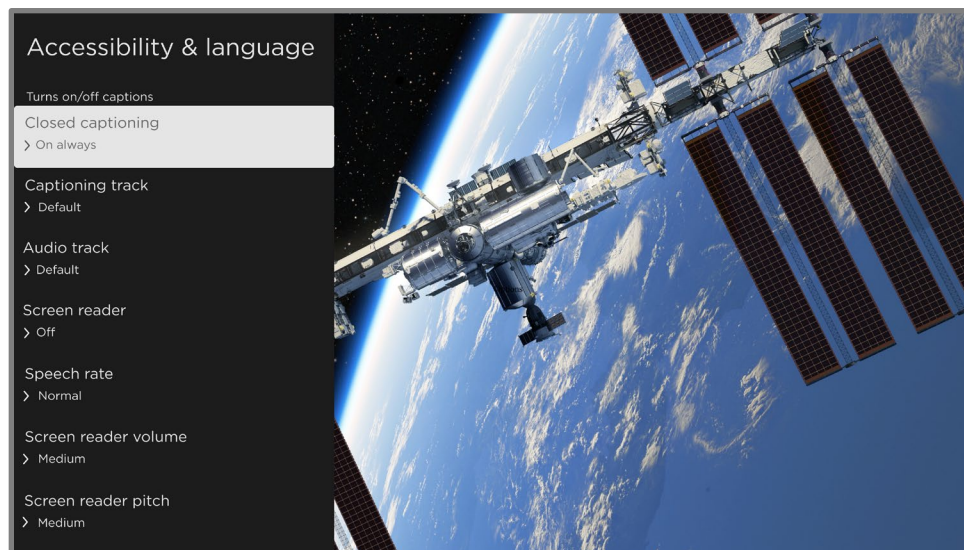 Accessibility & language
Turns on/off captions
Closed captioning
On always
Captioning track
Default
Audio track
Default
Screen reader
Off
Speech rate
Normal
Screen reader volume
Medium
Screen reader pitch
Medium